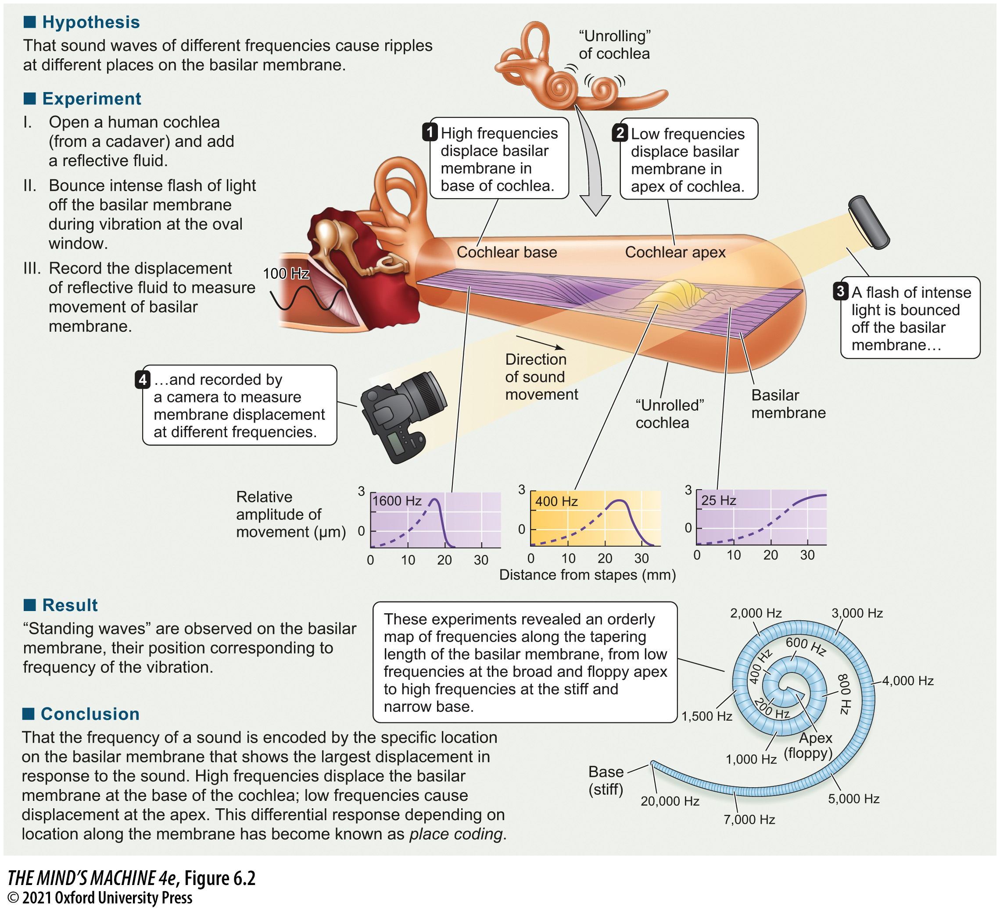 Hypothesis
That sound waves of different frequencies cause ripples
at different places on the basilar membrane.
Experiment
I. Open a human cochlea
(from a cadaver) and add
a reflective fluid.
II. Bounce intense flash of light
off the basilar membrane
during vibration at the oval
window.
III. Record the displacement
of reflective fluid to measure
movement of basilar
membrane.
“Unrolling”
of cochlea
1 High frequencies
displace basilar
membrane in
base of cochlea.
2 Low frequencies
displace basilar
membrane in
apex of cochlea.
Cochlear base
Cochlear apex
100 Hz
3 A flash of intense
light is bounced
off the basilar
membrane…
4 …and recorded by
a camera to measure
membrane displacement
at different frequencies.
Direction
of sound
movement
“Unrolled”
cochlea
Basilar
membrane
Relative
amplitude of
movement (µm)
3
0
1600 Hz
0 10 20 30
3
0
400 Hz
0 10 20 30
3
0
25 Hz
0 10 20 30
Distance from stapes (mm)
Result
“Standing waves” are observed on the basilar
membrane, their position corresponding to
frequency of the vibration.
Conclusion
That the frequency of a sound is encoded by the specific location
on the basilar membrane that shows the largest displacement in
response to the sound. High frequencies displace the basilar
membrane at the base of the cochlea; low frequencies cause
displacement at the apex. This differential response depending on
location along the membrane has become known as place coding.
These experiments revealed an orderly
map of frequencies along the tapering
length of the basilar membrane, from low
frequencies at the broad and floppy apex
to high frequencies at the stiff and
narrow base.
2,000 Hz
3,000 Hz
600 Hz
400 Hz
800 Hz
4,000 Hz
200 Hz
1,500 Hz
Apex
(floppy)
1,000 Hz
Base
(stiff)
20,000 Hz
5,000 Hz
7,000 Hz
THE MIND’S MACHINE 4e, Figure 6.2
© 2021 Oxford University Press